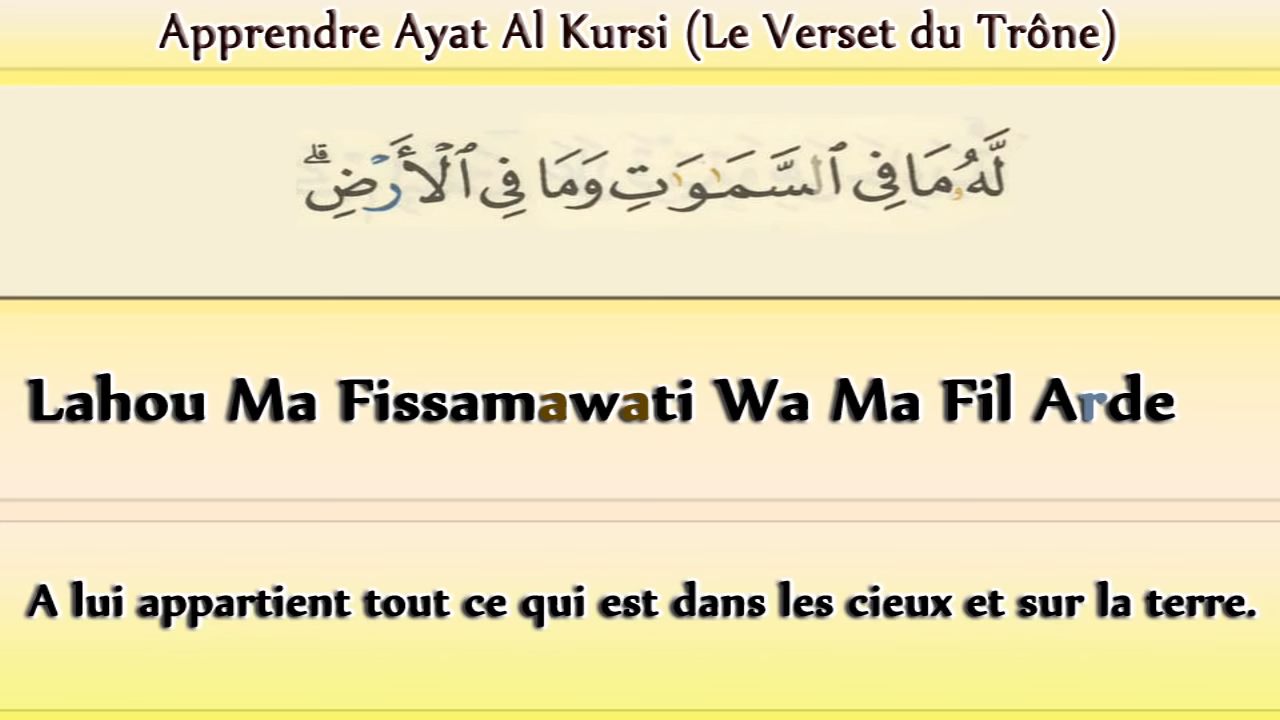 Apprendre Ayat Al Kursi (Le Verset du Trône)
لَّهُۥ مَا فِى ٱلسَّمَـٰوَٰتِ وَمَا فِى ٱلْأَرْضِ ۗ
Lahou Ma Fissamawati Wa Ma Fil Arde
A lui appartient tout ce qui est dans les cieux et sur la terre.